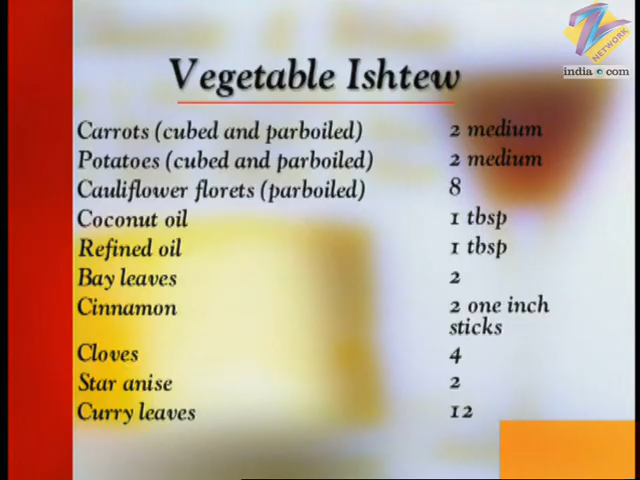 Z
NETWORK
india.com
Vegetable Ishtew
Carrots (cubed and parboiled) 2 medium
Potatoes (cubed and parboiled) 2 medium
Cauliflower florets (parboiled) 8
Coconut oil 1 tbsp
Refined oil 1 tbsp
Bay leaves 2
Cinnamon 2 one inch
sticks
Cloves 4
Star anise 2
Curry leaves 12